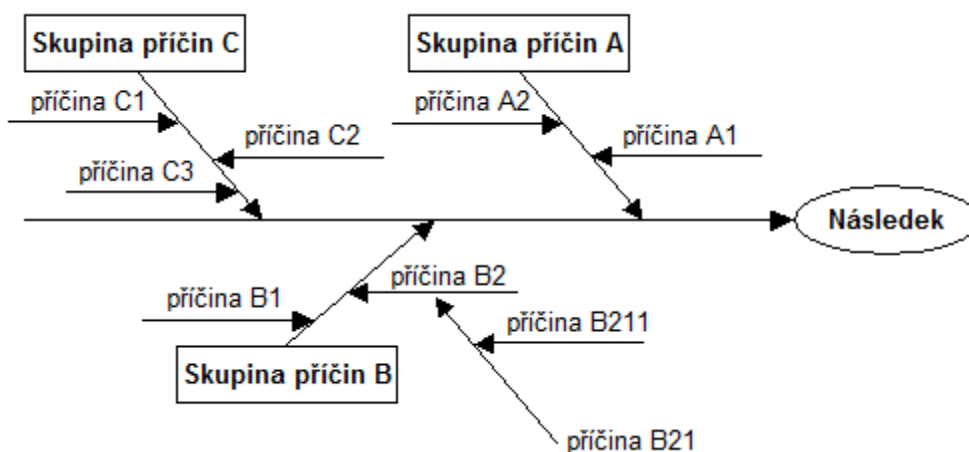 Skupina příčin C
Skupina příčin A
příčina C1
příčina A2
příčina C2
příčina A1
příčina C3
Následek
příčina B1
příčina B2
příčina B211
Skupina příčin B
příčina B21